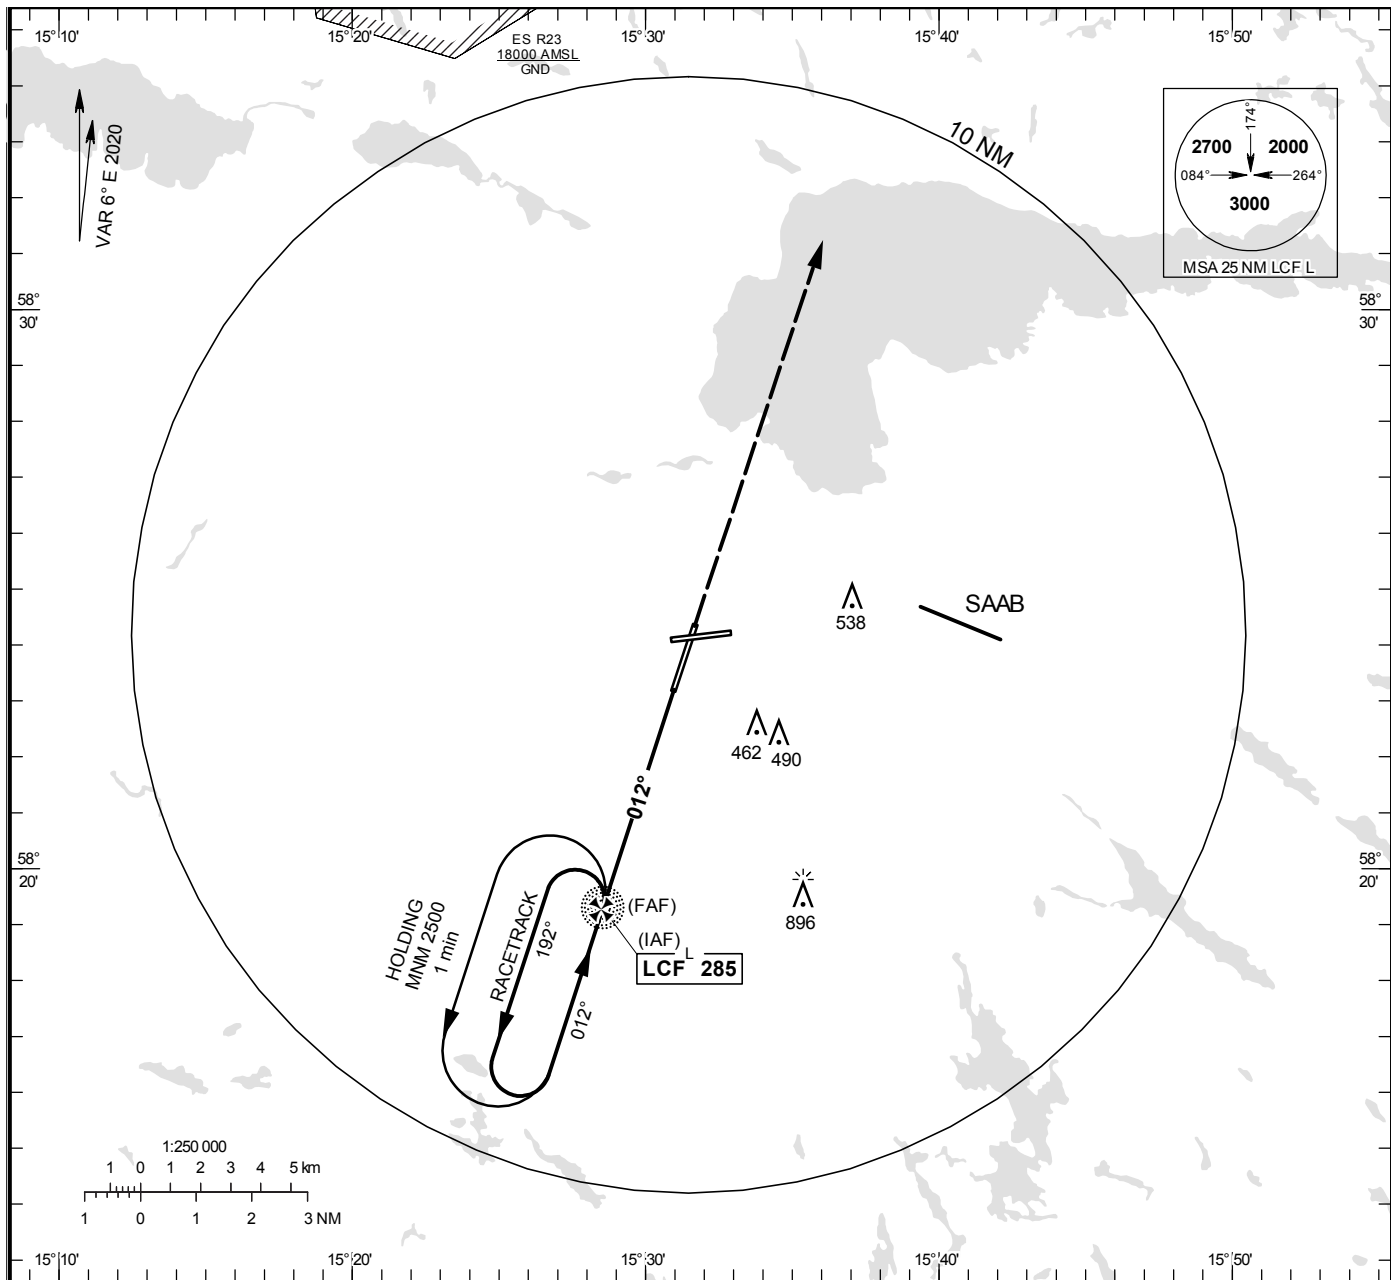 15°10'
15°20'
15°30'
15°40'
15°50'
ES R23
18000 AMSL
GND
VAR 6° E 2020
10 NM
174°
2700
2000
084°
264°
3000
MSA 25 NM LCF L
58°
30'
58°
30'
SAAB
538
462
490
012°
58°
20'
58°
20'
896
(FAF)
(IAF)
L
LCF 285
HOLDING
MNM 2500
1 min
RACETRACK
192°
012°
1:250 000
1 0 1 2 3 4 5 km
1 0 1 2 3 NM
15°10'
15°20'
15°30'
15°40'
15°50'